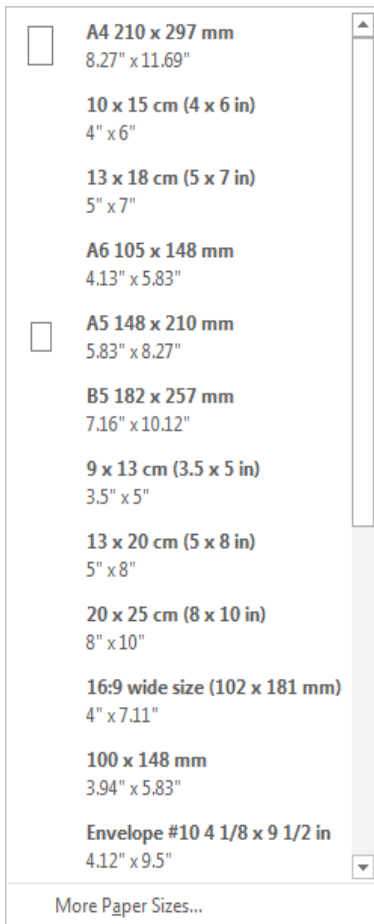 A4 210 x 297 mm
8.27" x 11.69"
10 x 15 cm (4 x 6 in)
4" x 6"
13 x 18 cm (5 x 7 in)
5" x 7"
A6 105 x 148 mm
4.13" x 5.83"
A5 148 x 210 mm
5.83" x 8.27"
B5 182 x 257 mm
7.16" x 10.12"
9 x 13 cm (3.5 x 5 in)
3.5" x 5"
13 x 20 cm (5 x 8 in)
5" x 8"
20 x 25 cm (8 x 10 in)
8" x 10"
16:9 wide size (102 x 181 mm)
4" x 7.11"
100 x 148 mm
3.94" x 5.83"
Envelope #10 4 1/8 x 9 1/2 in
4.12" x 9.5"
More Paper Sizes...